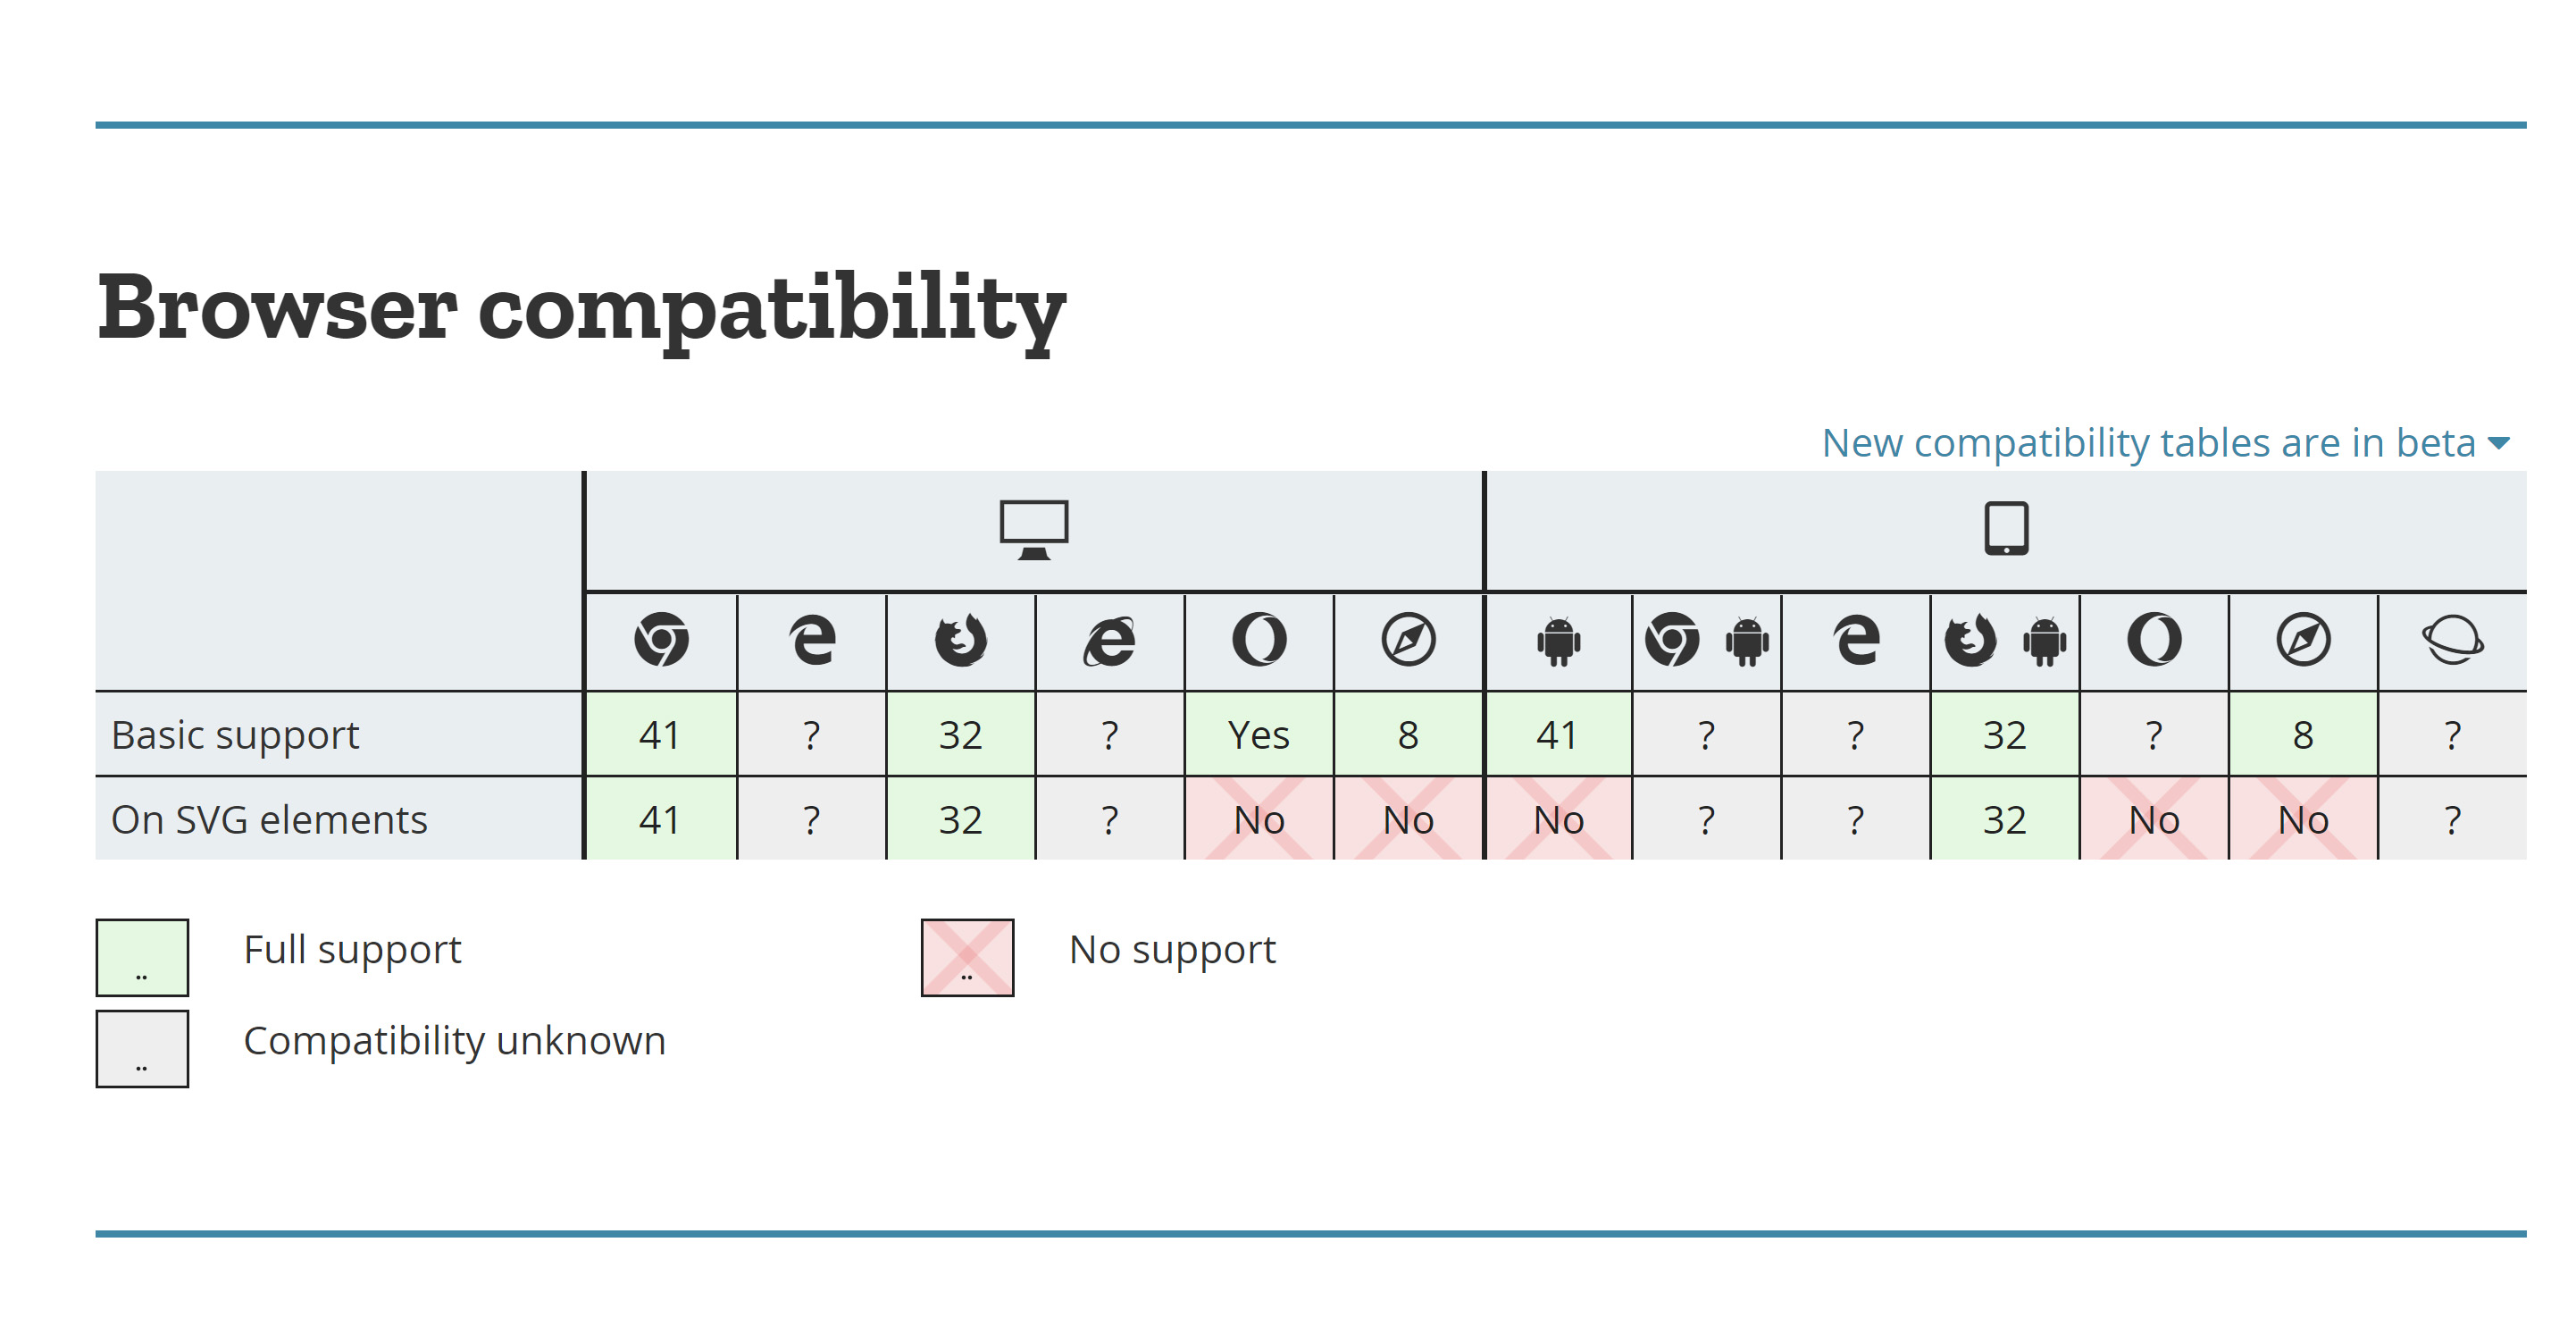 Browser compatibility
New compatibility tables are in beta
Basic support 41 ? 32 ? Yes 8 41 ? ? 32 ? 8 ?
On SVG elements 41 ? 32 ? No No No ? ? 32 No No ?
.. Full support .. No support
.. Compatibility unknown